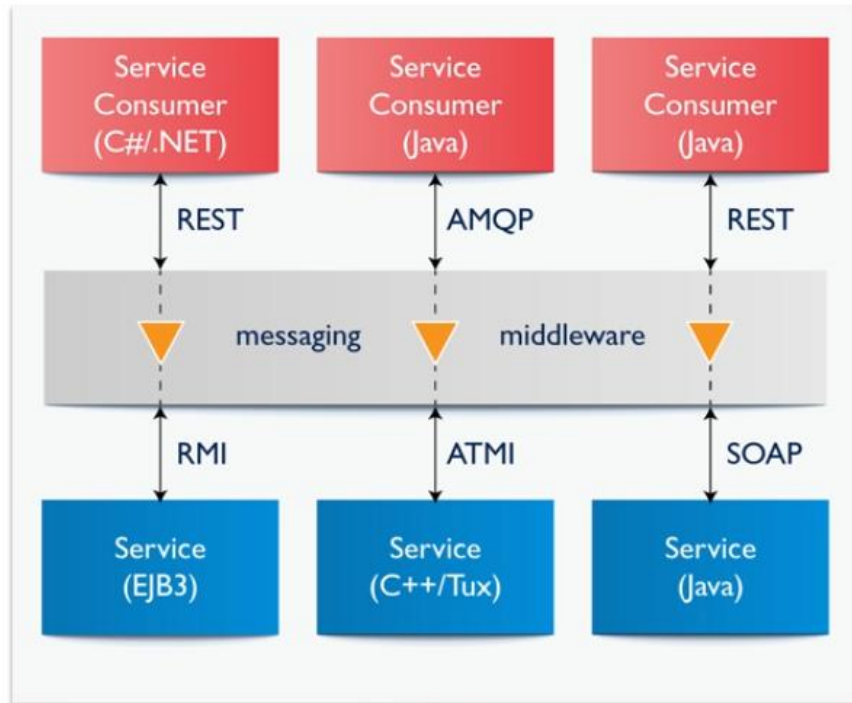 Service
Consumer
(C#/.NET)
Service
Consumer
(Java)
Service
Consumer
(Java)
REST
AMQP
REST
messaging
middleware
RMI
ATMI
SOAP
Service
(EJB3)
Service
(C++/Tux)
Service
(Java)